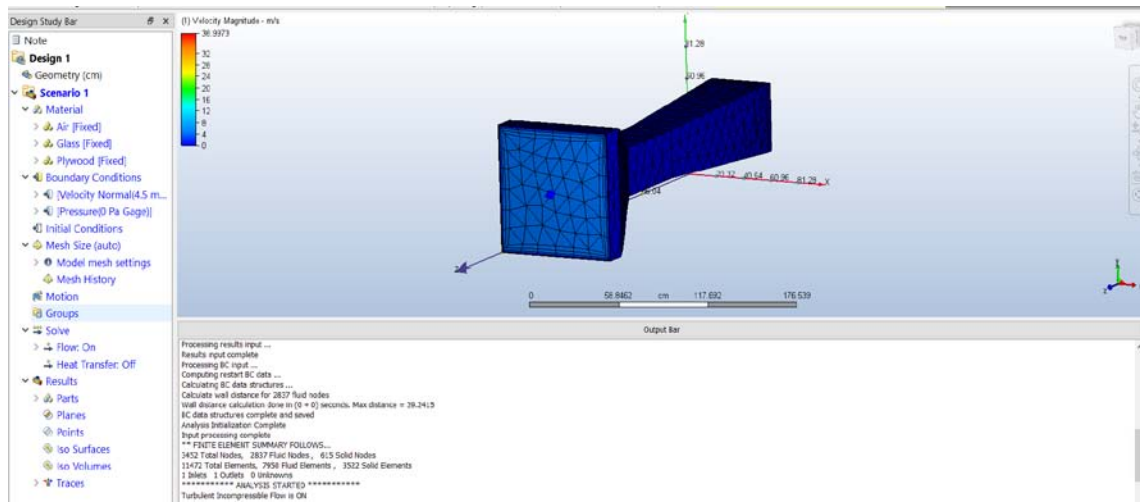 Design Study Bar
Note
Design 1
Geometry (cm)
Scenario 1
Material
Air [Fixed]
Glass [Fixed]
Plywood [Fixed]
Boundary Conditions
[Velocity Normal(4.5 m...
[Pressure(0 Pa Gage)]
Initial Conditions
Mesh Size (auto)
Model mesh settings
Mesh History
Motion
Groups
Solve
Flow: On
Heat Transfer: Off
Results
Parts
Planes
Points
Iso Surfaces
Iso Volumes
Traces
(1) Velocity Magnitude - m/s
38.9973
32
28
24
20
16
12
8
4
0
60.96
40.64 60.96 81.28 X
0 58.8462 cm 117.692 176.539
Output Bar
Processing results input ...
Results input complete
Processing BC input ...
Computing restart BC data ...
Calculating BC data structures ...
Calculate wall distance for 2837 fluid nodes
Wall distance calculation done in (0 + 0) seconds. Max distance = 39.2415
BC data structures complete and saved
Analysis Initialization Complete
Input processing complete
** FINITE ELEMENT SUMMARY FOLLOWS...
3452 Total Nodes, 2837 Fluid Nodes, 615 Solid Nodes
11472 Total Elements, 7950 Fluid Elements, 3522 Solid Elements
1 Inlets 1 Outlets 0 Unknowns
*********** ANALYSIS STARTED ***********
Turbulent Incompressible Flow is ON